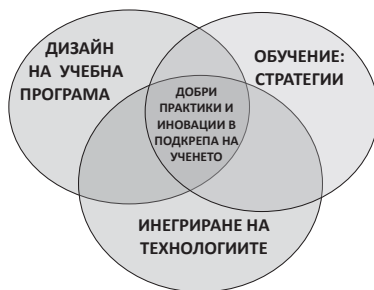 ДИЗАЙН
НА УЧЕБНА
ПРОГРАМА
ОБУЧЕНИЕ:
СТРАТЕГИИ
ДОБРИ
ПРАКТИКИ И
ИНОВАЦИИ В
ПОДКРЕПА НА
УЧЕНЕТО
ИНЕГРИРАНЕ НА
ТЕХНОЛОГИИТЕ